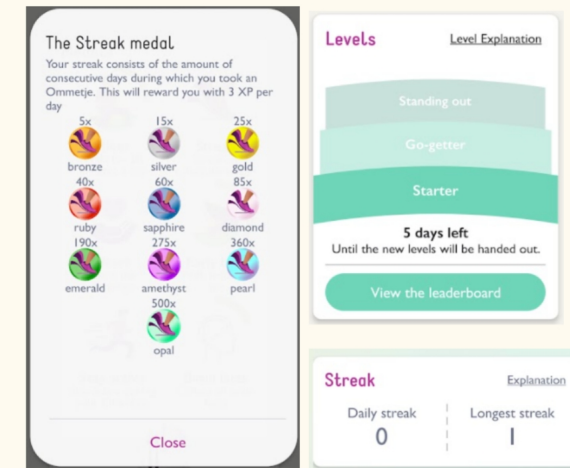 The Streak medal
Your streak consists of the amount of
consecutive days during which you took an
Ommetje. This will reward you with 3 XP per
day
5x 15x 25x
bronze silver gold
40x 60x 85x
ruby sapphire diamond
190x 275x 360x
emerald amethyst pearl
500x
opal
Close
Levels Level Explanation
Standing out
Go-getter
Starter
5 days left
Until the new levels will be handed out.
View the leaderboard
Streak Explanation
Daily streak Longest streak
0 1